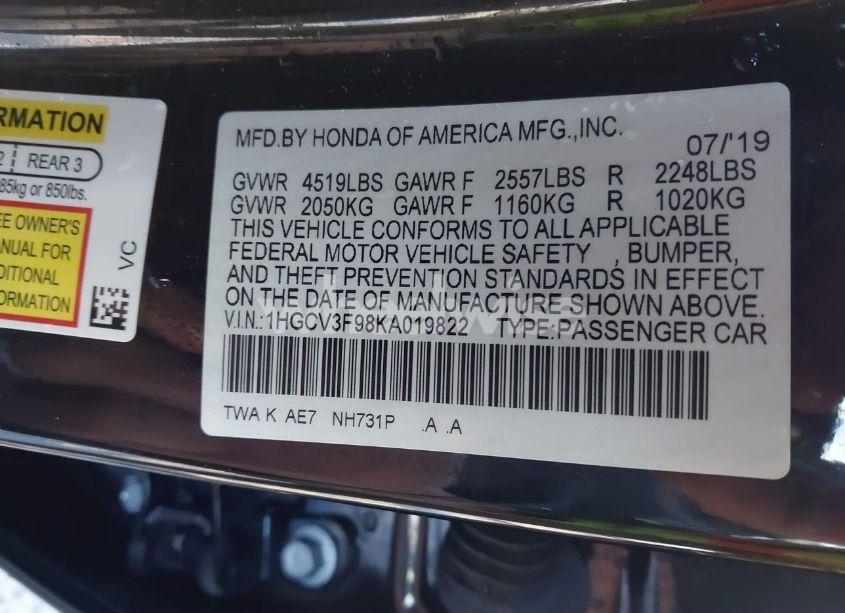 RMATION
2 REAR 3
85kg or 850lbs.
EE OWNER'S
ANUAL FOR
DITIONAL
FORMATION
VC
MFD.BY HONDA OF AMERICA MFG.,INC. 07/'19
GVWR 4519LBS GAWR F 2557LBS R 2248LBS
GVWR 2050KG GAWR F 1160KG R 1020KG
THIS VEHICLE CONFORMS TO ALL APPLICABLE
FEDERAL MOTOR VEHICLE SAFETY , BUMPER,
AND THEFT PREVENTION STANDARDS IN EFFECT
ON THE DATE OF MANUFACTURE SHOWN ABOVE.
V.I.N.:1HGCV3F98KA019822 TYPE:PASSENGER CAR
TWA K AE7 NH731P .A .A